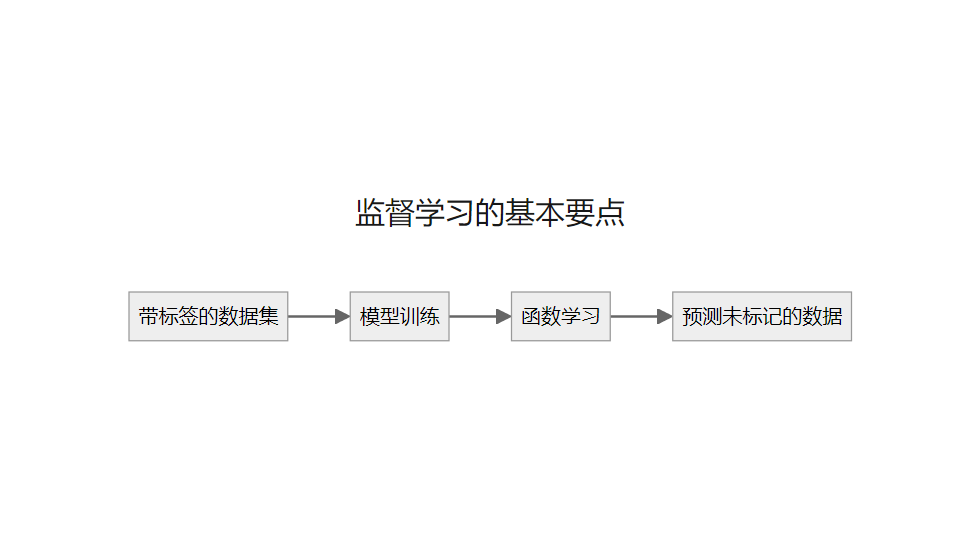 监督学习的基本要点
带标签的数据集
模型训练
函数学习
预测未标记的数据